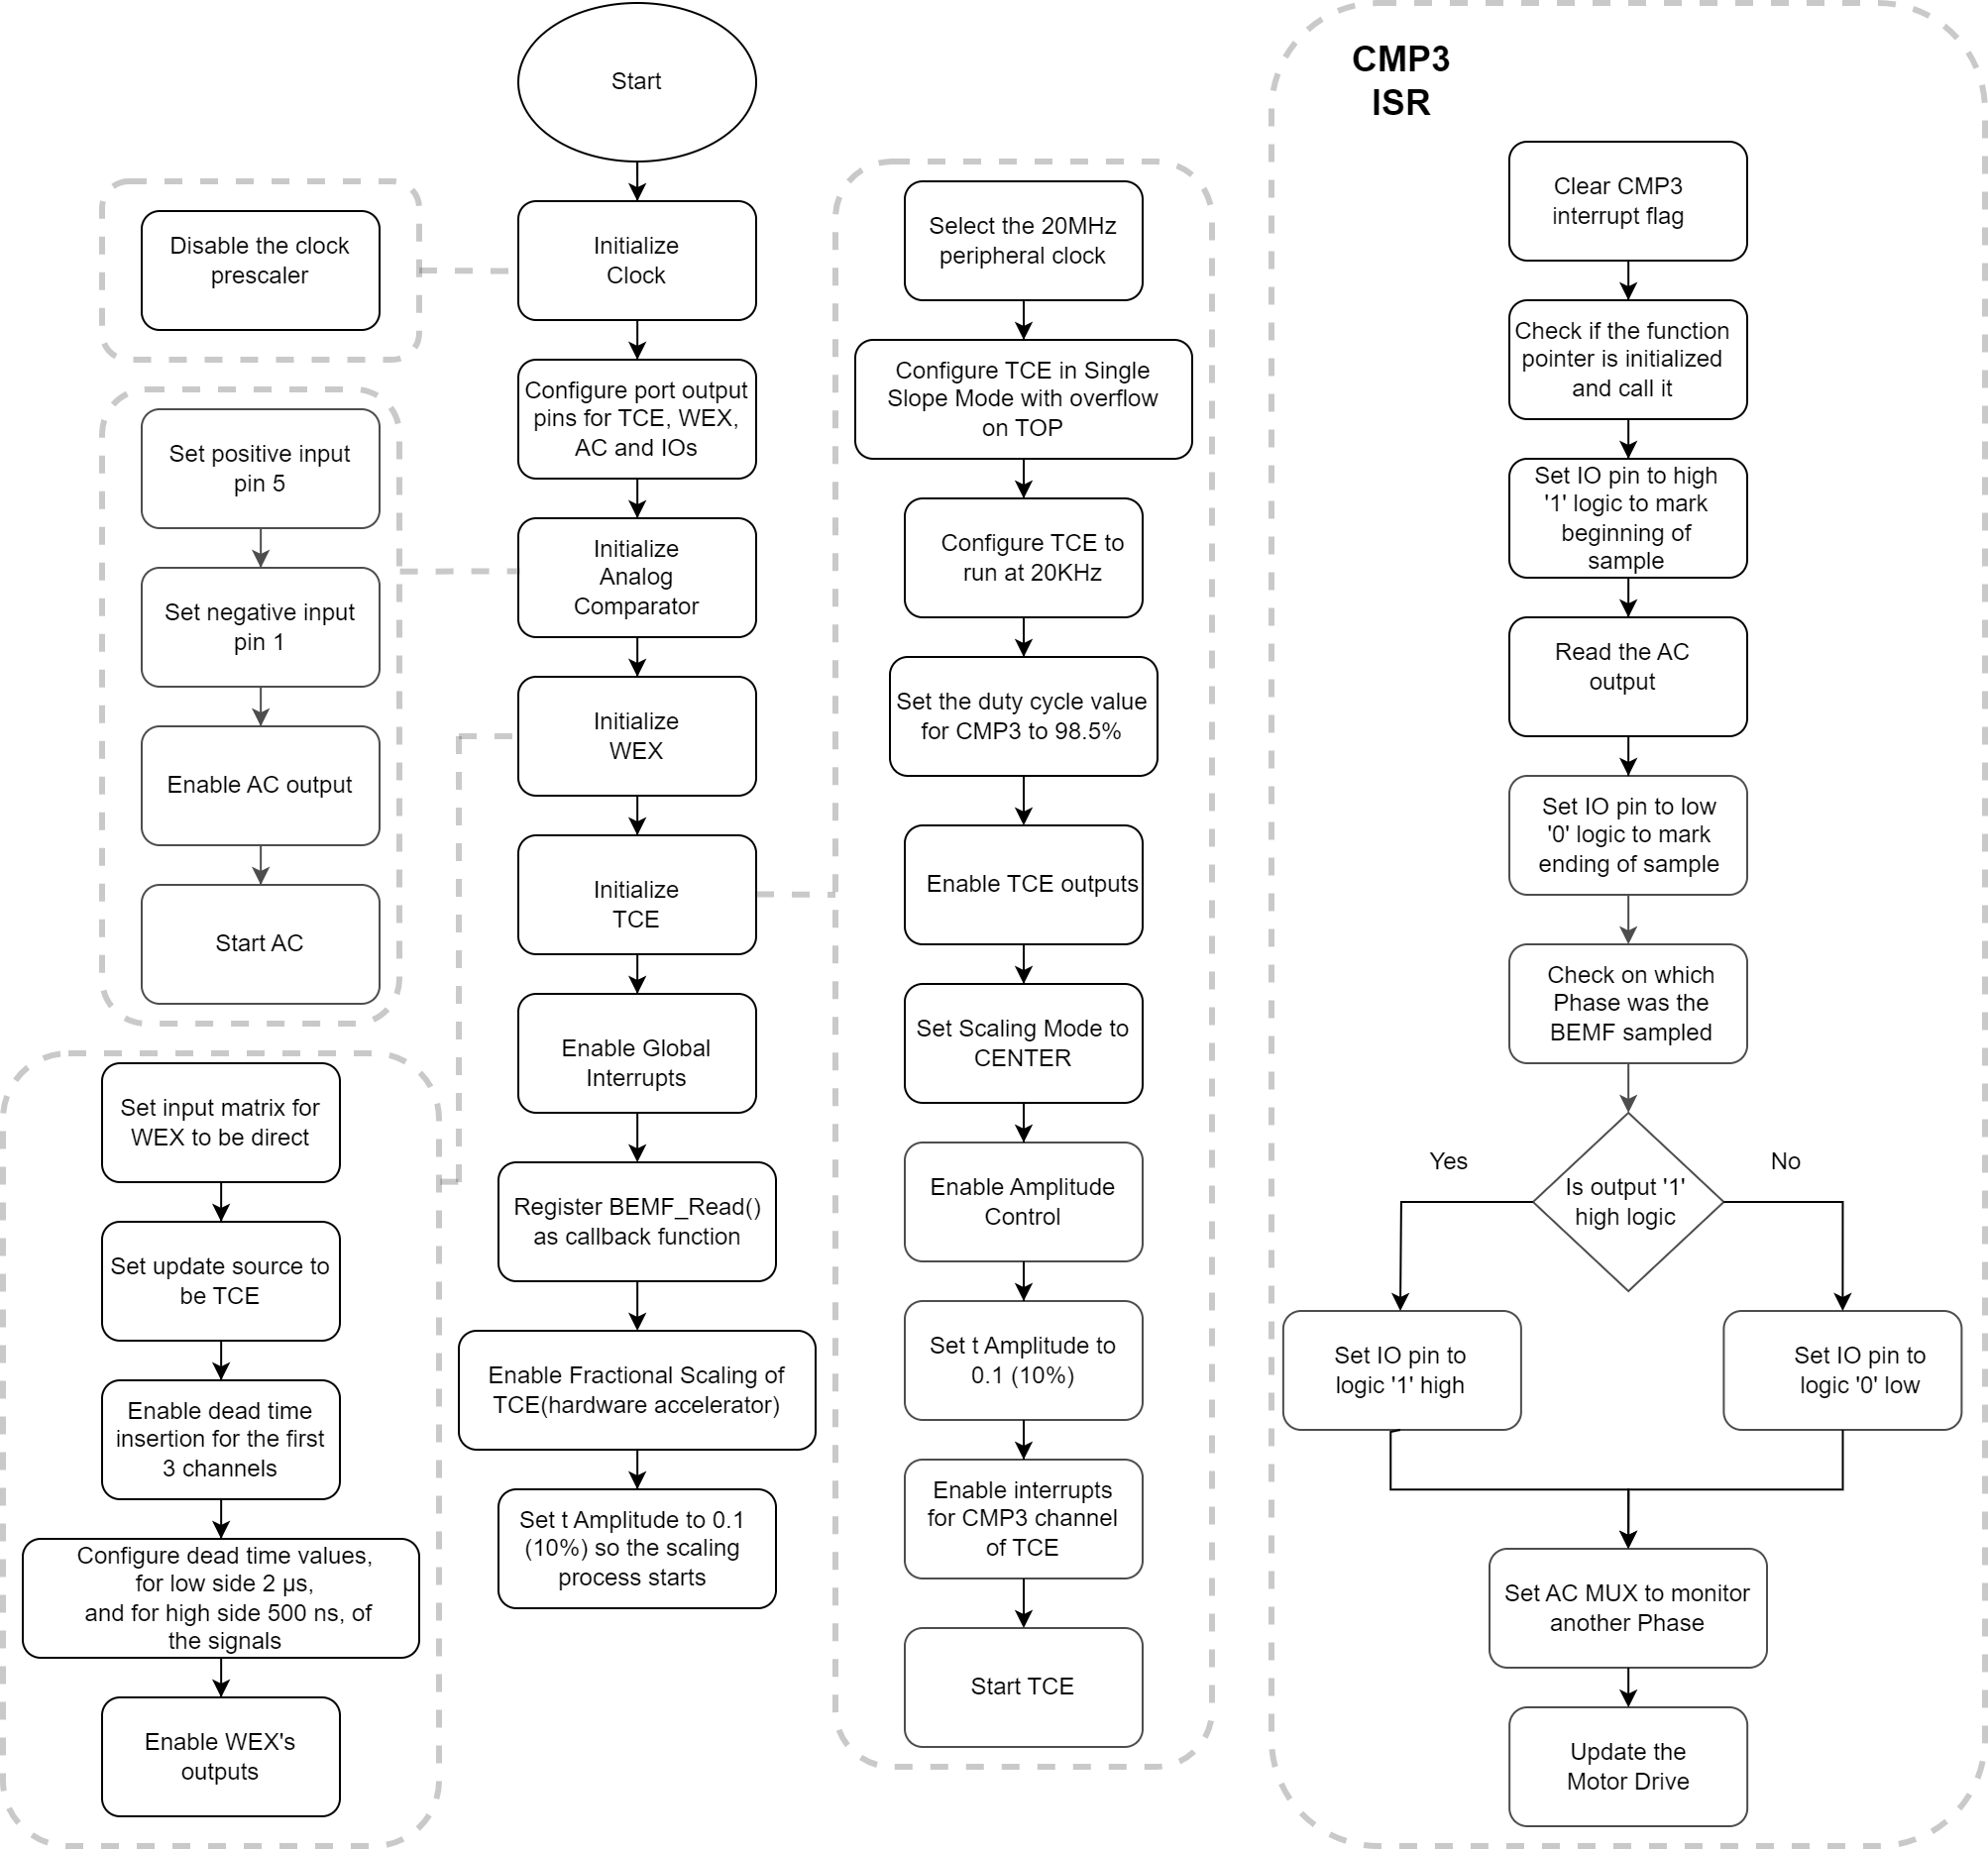 Start
Initialize
Clock
Configure port output
pins for TCE, WEX,
AC and IOs
Initialize
Analog
Comparator
Initialize
WEX
Initialize
TCE
Enable Global
Interrupts
Register BEMF_Read()
as callback function
Enable Fractional Scaling of
TCE(hardware accelerator)
Set t Amplitude to 0.1
(10%) so the scaling
process starts
Disable the clock
prescaler
Set positive input
pin 5
Set negative input
pin 1
Enable AC output
Start AC
Set input matrix for
WEX to be direct
Set update source to
be TCE
Enable dead time
insertion for the first
3 channels
Configure dead time values,
for low side 2 μs,
and for high side 500 ns, of
the signals
Enable WEX's
outputs
Select the 20MHz
peripheral clock
Configure TCE in Single
Slope Mode with overflow
on TOP
Configure TCE to
run at 20KHz
Set the duty cycle value
for CMP3 to 98.5%
Enable TCE outputs
Set Scaling Mode to
CENTER
Enable Amplitude
Control
Set t Amplitude to
0.1 (10%)
Enable interrupts
for CMP3 channel
of TCE
Start TCE
CMP3
ISR
Clear CMP3
interrupt flag
Check if the function
pointer is initialized
and call it
Set IO pin to high
'1' logic to mark
beginning of
sample
Read the AC
output
Set IO pin to low
'0' logic to mark
ending of sample
Check on which
Phase was the
BEMF sampled
Is output '1'
high logic
Yes
No
Set IO pin to
logic '1' high
Set IO pin to
logic '0' low
Set AC MUX to monitor
another Phase
Update the
Motor Drive